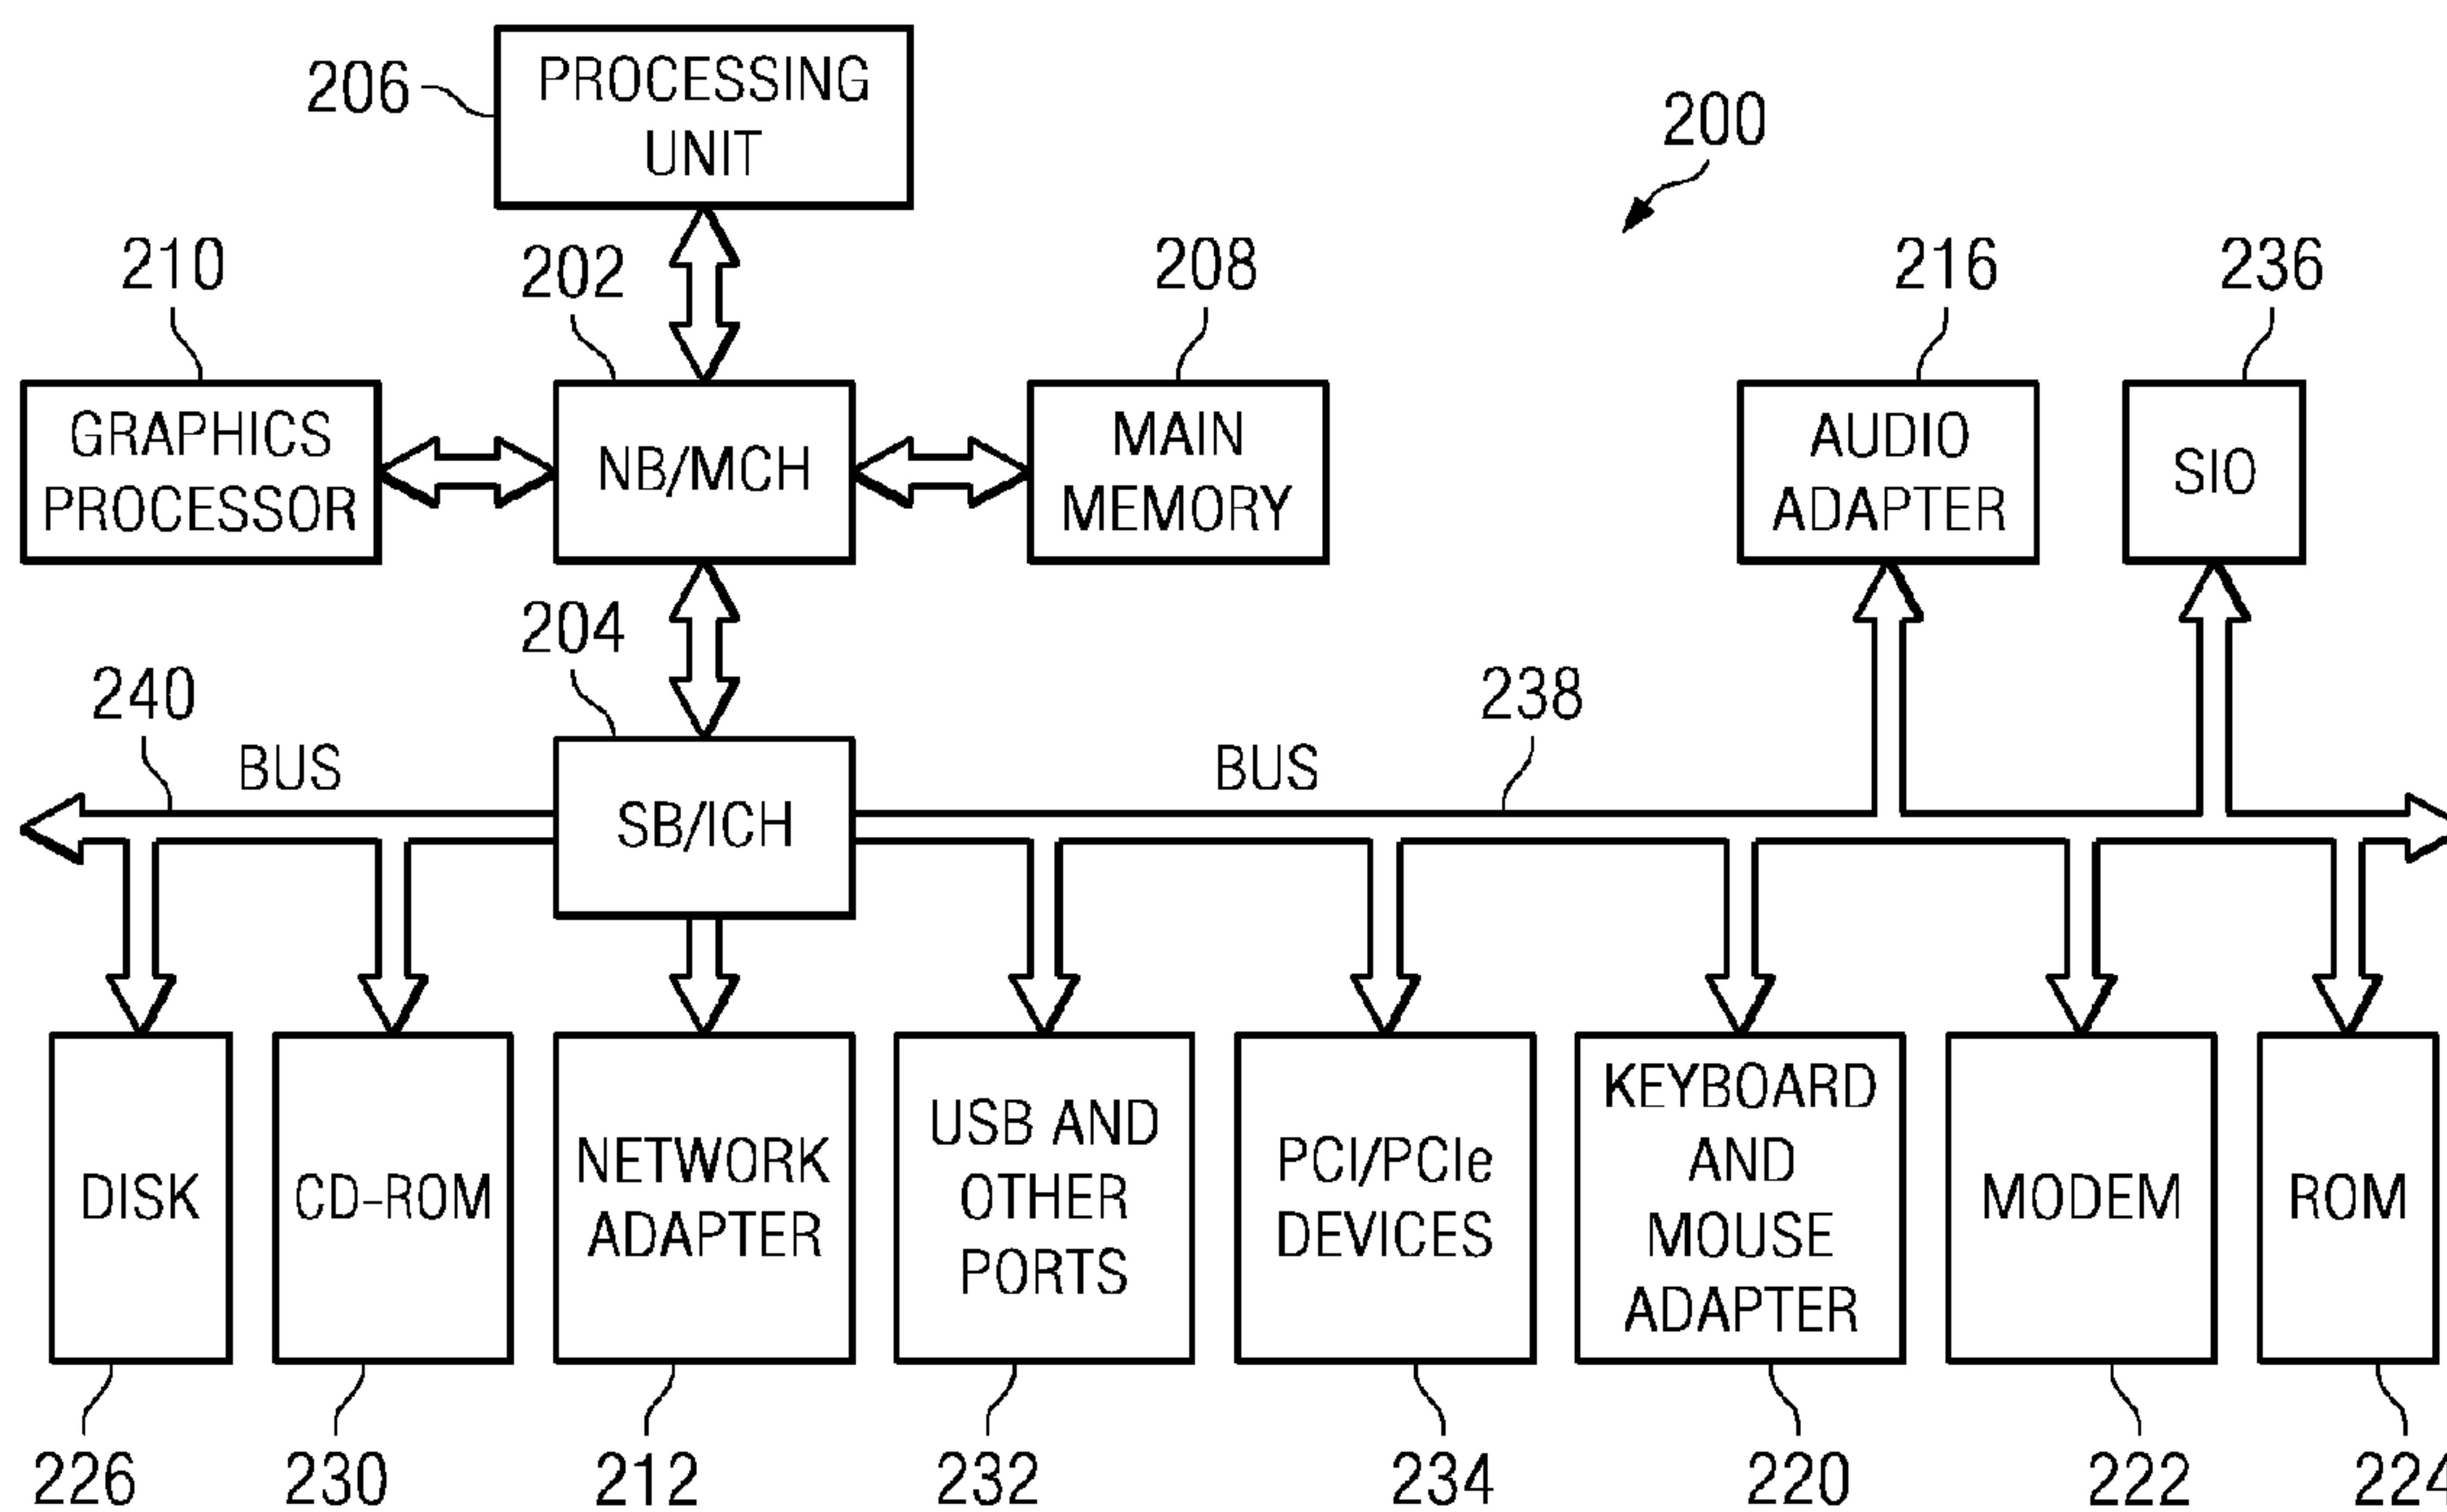 206
PROCESSING
UNIT
200
210
202
208
216
236
GRAPHICS
PROCESSOR
NB/MCH
MAIN
MEMORY
AUDIO
ADAPTER
SIO
204
240
BUS
238
BUS
SB/ICH
DISK
CD-ROM
NETWORK
ADAPTER
USB AND
OTHER
PORTS
PCI/PCIe
DEVICES
KEYBOARD
AND
MOUSE
ADAPTER
MODEM
ROM
226
230
212
232
234
220
222
224